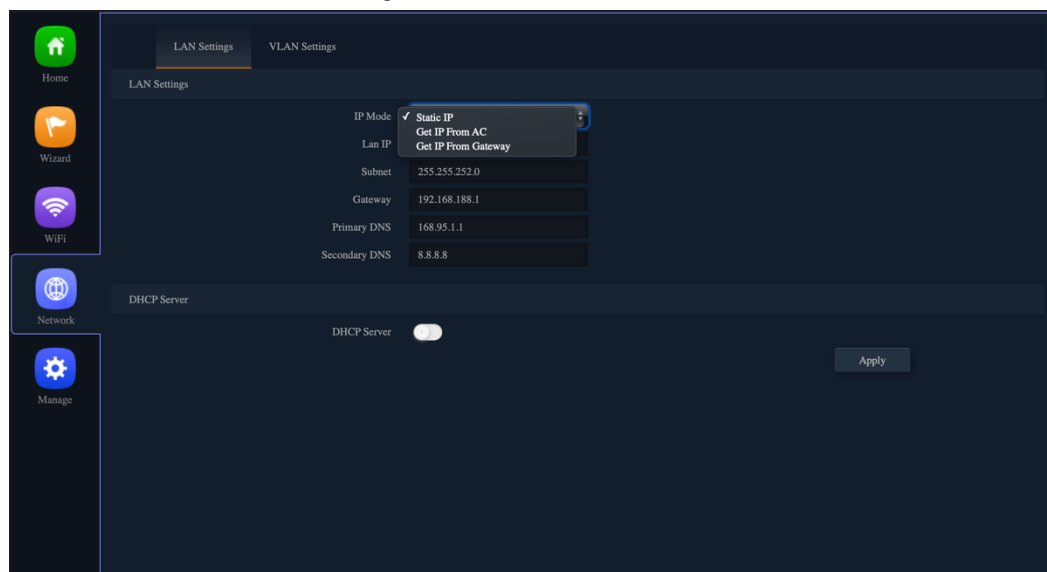 Home
Wizard
WiFi
Network
Manage
LAN Settings VLAN Settings
LAN Settings
IP Mode ✓ Static IP
Get IP From AC
Lan IP Get IP From Gateway
Subnet 255.255.252.0
Gateway 192.168.188.1
Primary DNS 168.95.1.1
Secondary DNS 8.8.8.8
DHCP Server
DHCP Server
Apply